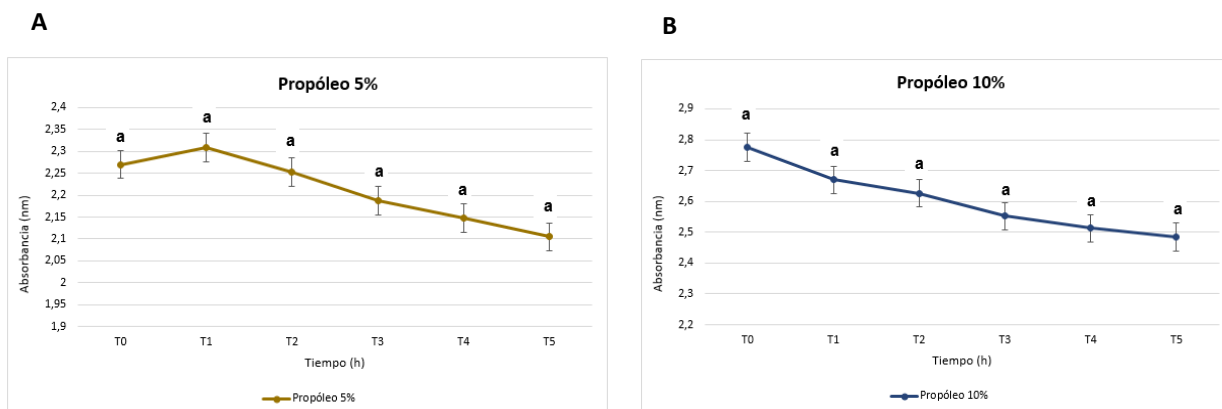 A
Propóleo 5%
Absorbancia (nm)
2,4
2,35
2,3
2,25
2,2
2,15
2,1
2,05
2
1,95
1,9
a a a a a a
T0 T1 T2 T3 T4 T5
Tiempo (h)
Propóleo 5%
B
Propóleo 10%
Absorbancia (nm)
2,9
2,8
2,7
2,6
2,5
2,4
2,3
2,2
a a a a a a
T0 T1 T2 T3 T4 T5
Tiempo (h)
Propóleo 10%